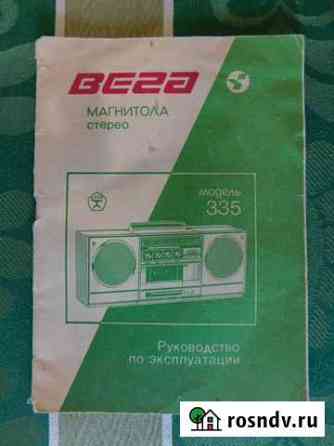 ВЕГА
МАГНИТОЛА
стерео
модель
335
Руководство
по эксплуатации
rosndv.ru